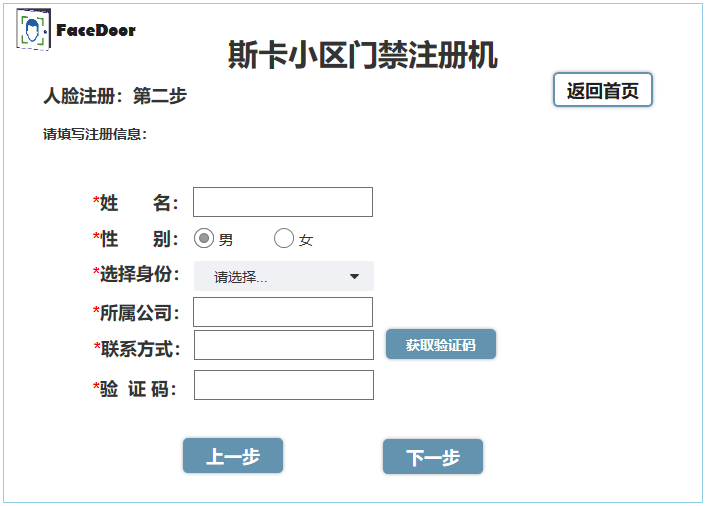 FaceDoor
斯卡小区门禁注册机
人脸注册：第二步
返回首页
请填写注册信息：
*姓 名：
*性 别： 男 女
*选择身份： 请选择...
*所属公司：
*联系方式： 获取验证码
*验 证 码：
上一步 下一步